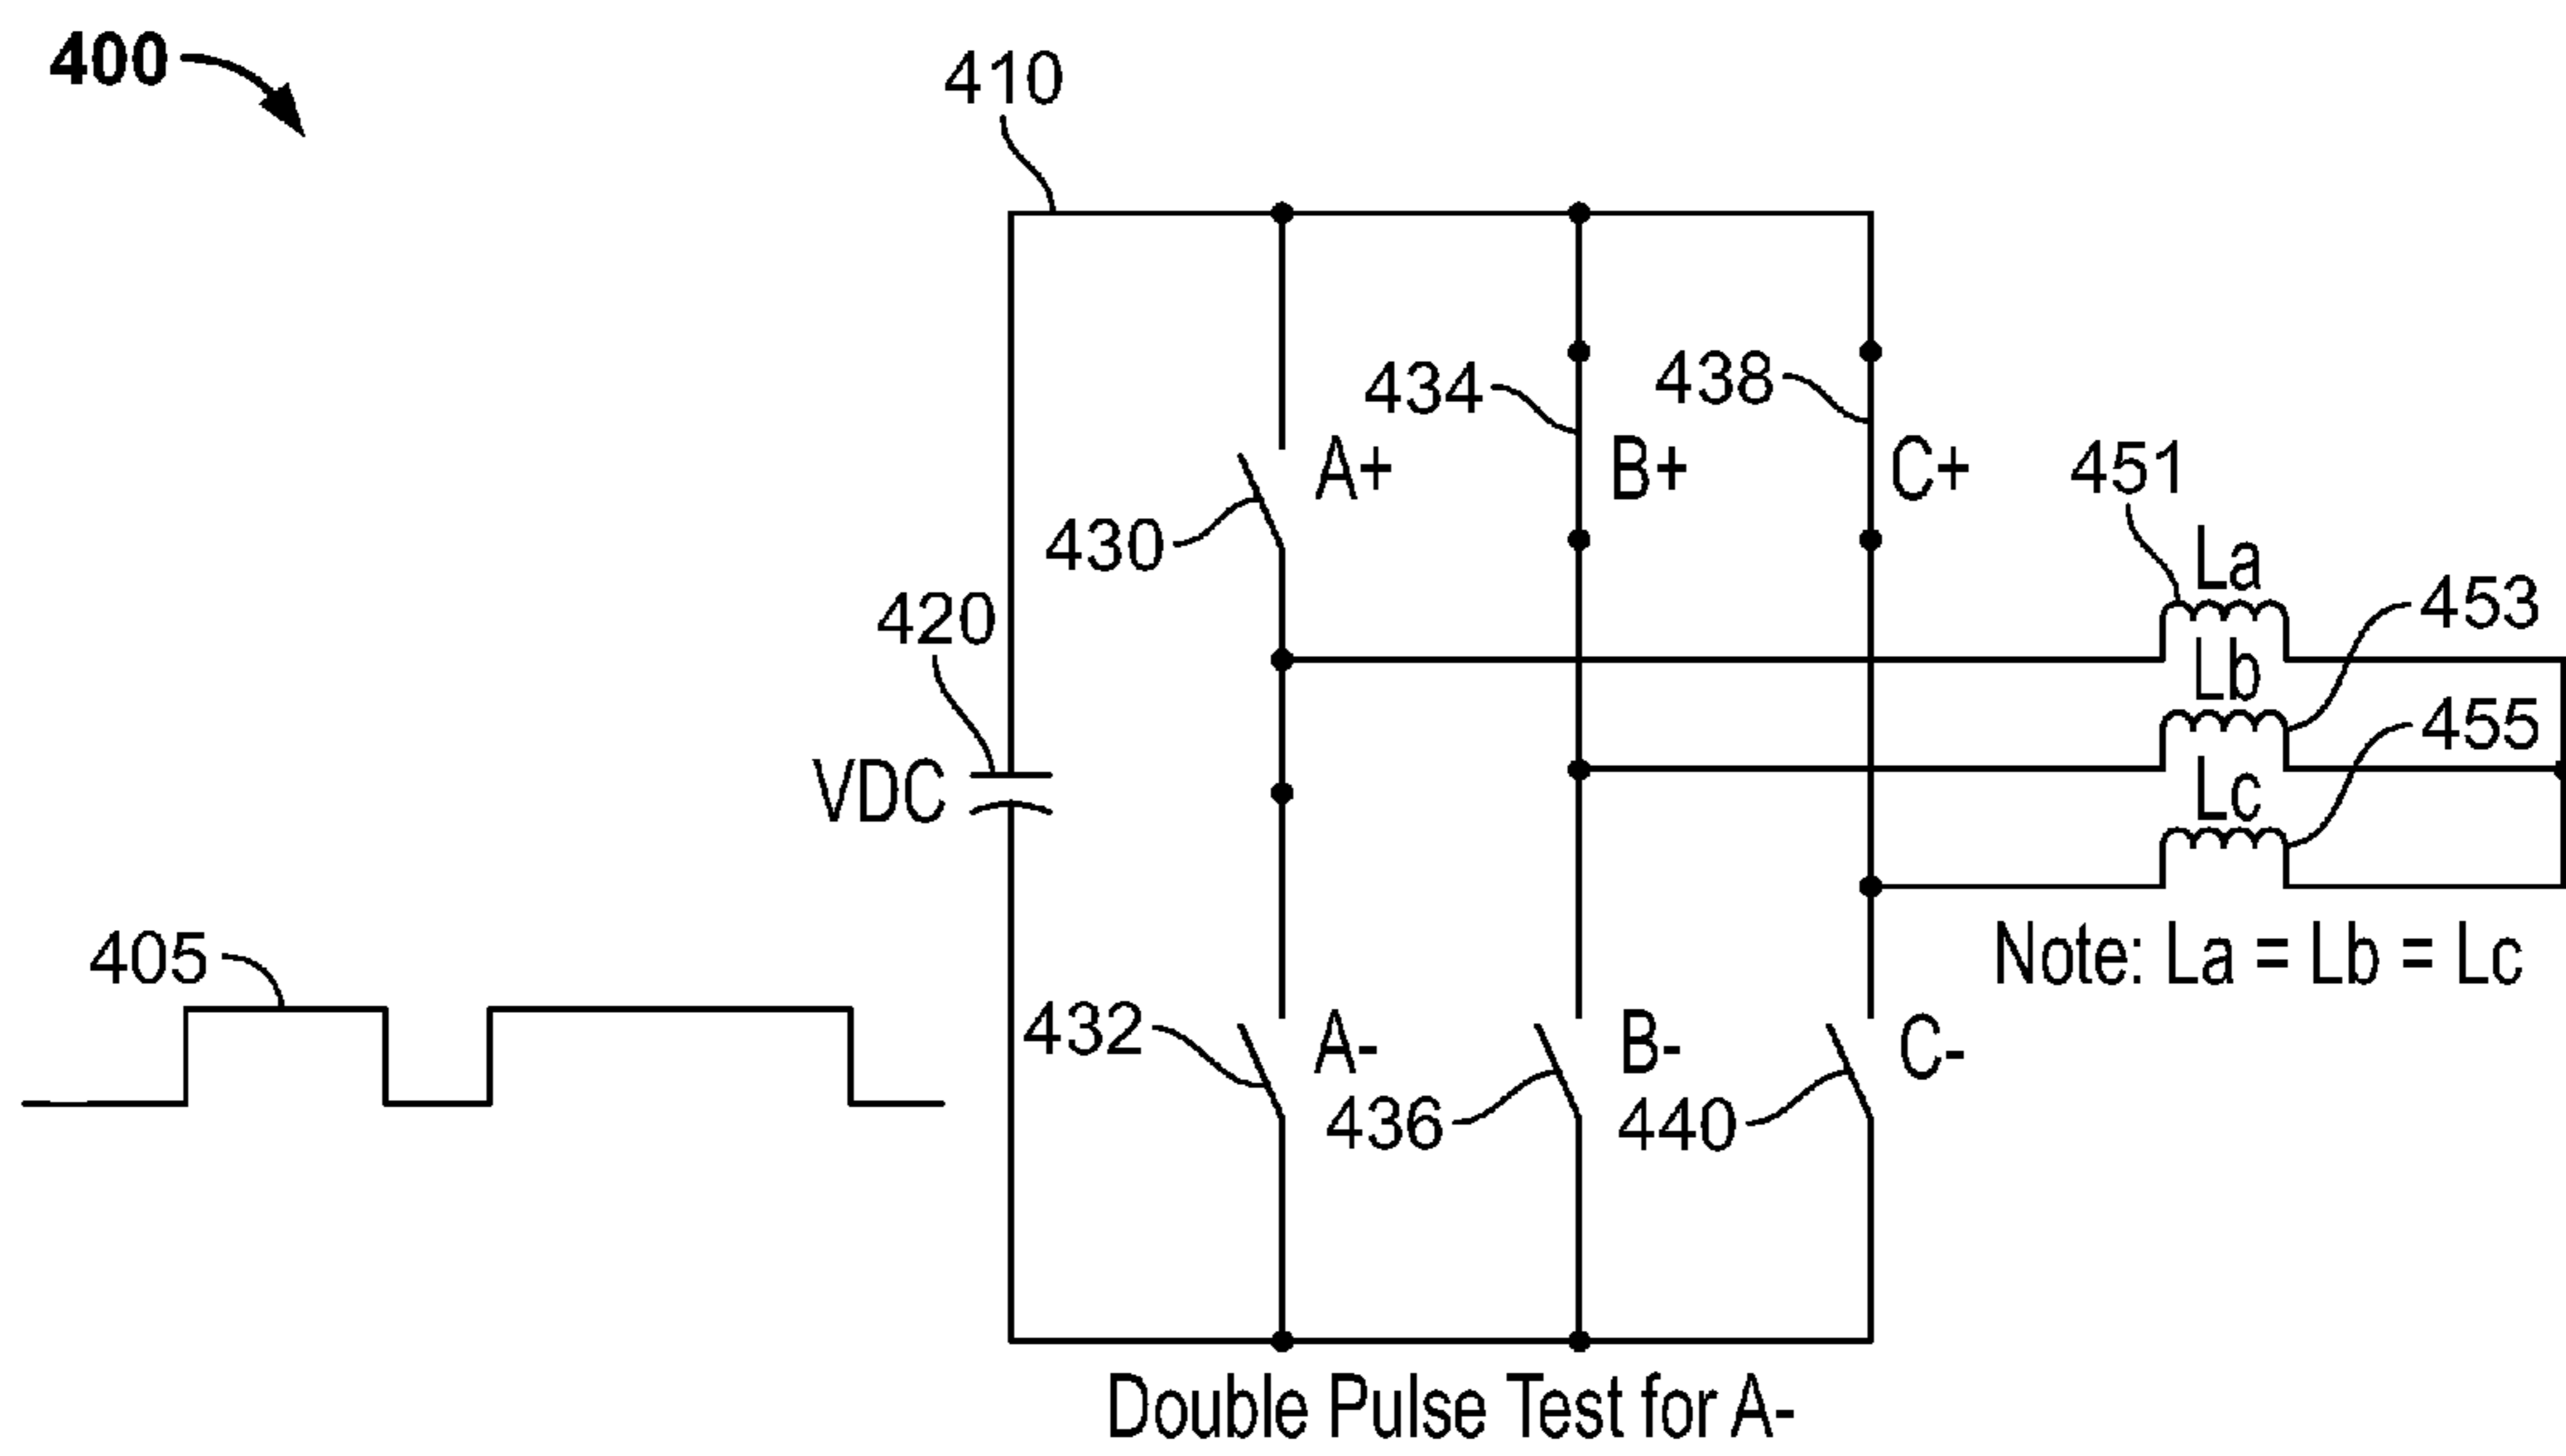 400
410
434
438
A+
B+
C+
451
430
La
453
420
Lb
455
VDC
Lc
405
Note: La = Lb = Lc
432
A-
B-
C-
436
440
Double Pulse Test for A-